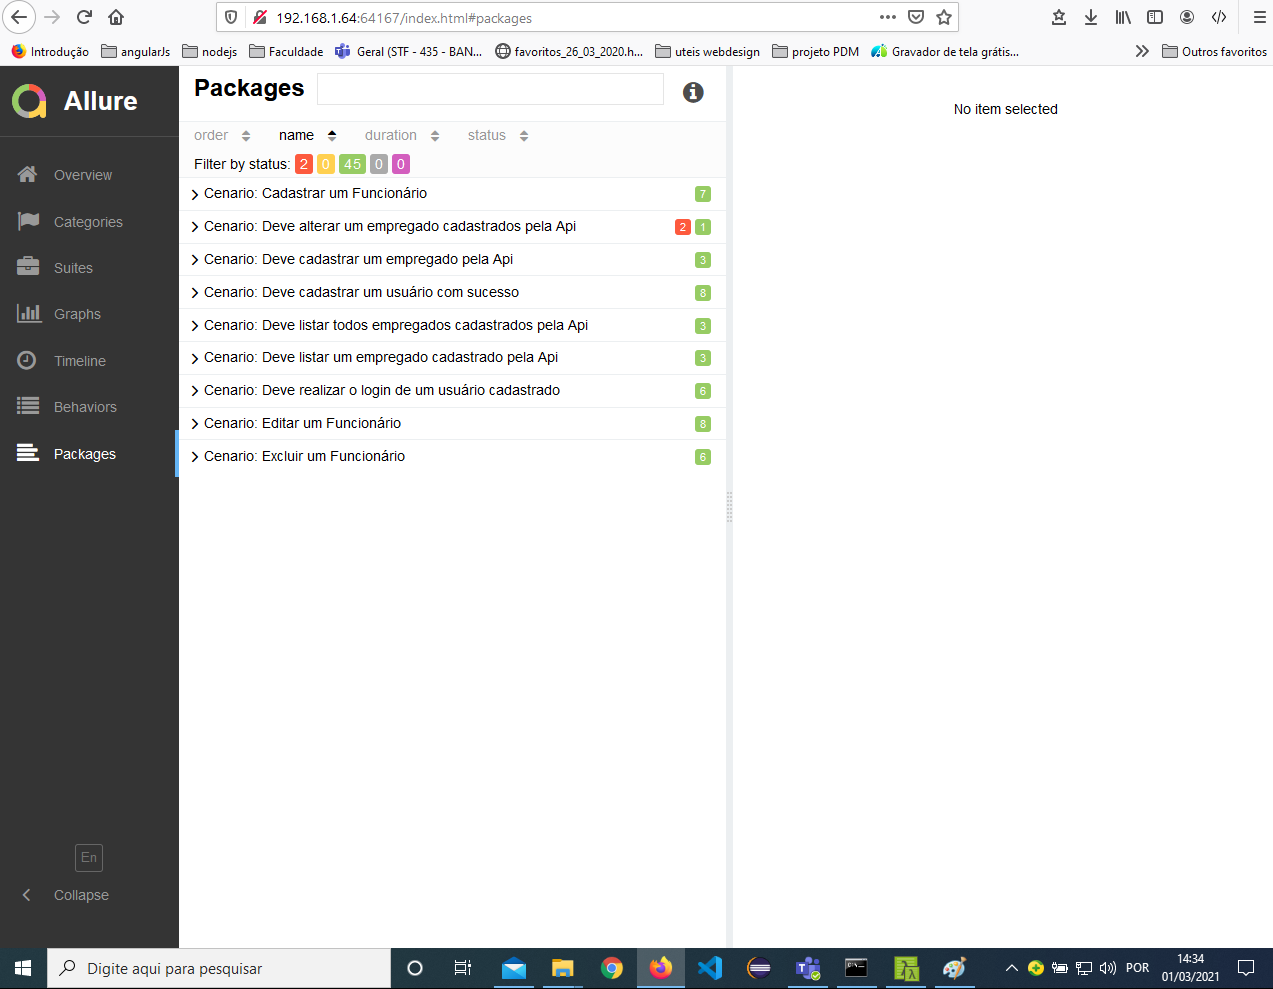 192.168.1.64:64167/index.html#packages
Introdução angularJs nodejs Faculdade Geral (STF - 435 - BAN... favoritos_26_03_2020.h... uteis webdesign projeto PDM Gravador de tela grátis... Outros favoritos
Allure
Overview
Categories
Suites
Graphs
Timeline
Behaviors
Packages
En
Collapse
Packages
order name duration status
Filter by status: 2 0 45 0 0
Cenario: Cadastrar um Funcionário 7
Cenario: Deve alterar um empregado cadastrados pela Api 2 1
Cenario: Deve cadastrar um empregado pela Api 3
Cenario: Deve cadastrar um usuário com sucesso 8
Cenario: Deve listar todos empregados cadastrados pela Api 3
Cenario: Deve listar um empregado cadastrado pela Api 3
Cenario: Deve realizar o login de um usuário cadastrado 6
Cenario: Editar um Funcionário 8
Cenario: Excluir um Funcionário 6
No item selected
Digite aqui para pesquisar
POR
14:34
01/03/2021